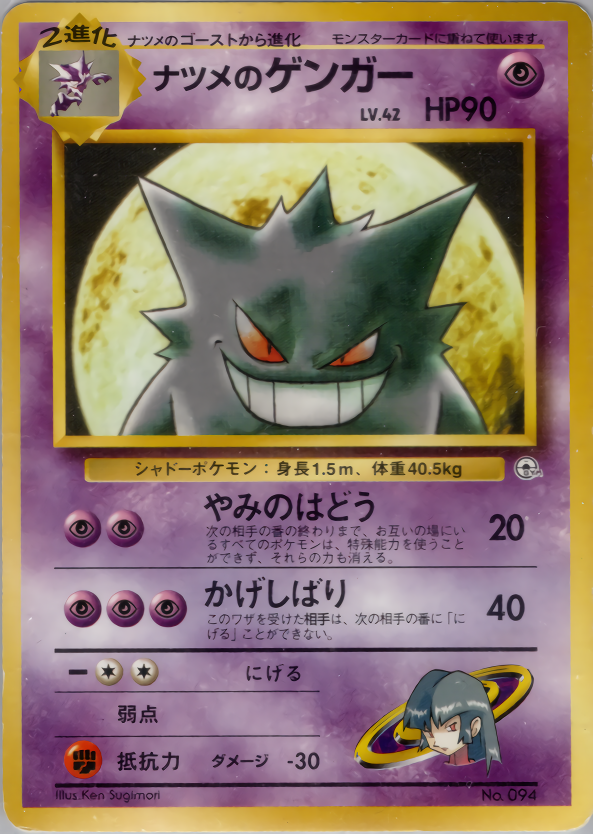 2進化
ナツメのゴーストから進化
モンスターカードに重ねて使います。
ナツメのゲンガー
LV.42 HP90
シャドーポケモン：身長1.5m、体重40.5kg
やみのはどう 20
次の相手の番の終わりまで、お互いの場にい
るすべてのポケモンは、特殊能力を使うこと
ができず、それらの力も消える。
かげしばり 40
このワザを受けた相手は、次の相手の番に「に
げる」ことができない。
ー にげる
弱点
抵抗力 ダメージ -30
Illus.Ken Sugimori
No. 094